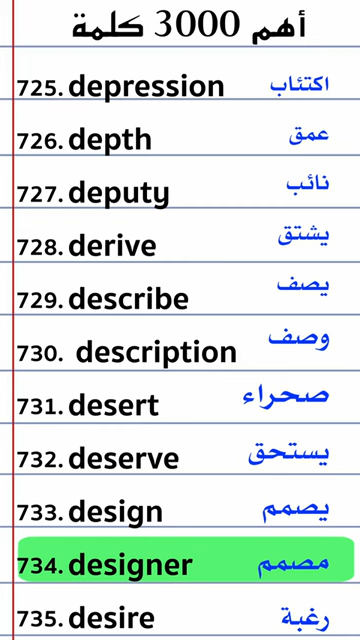 أهم 3000 كلمة
725. depression اكتئاب
726. depth عمق
727. deputy نائب
728. derive يشتق
729. describe يصف
730. description وصف
731. desert صحراء
732. deserve يستحق
733. design يصمم
734. designer مصمم
735. desire رغبة